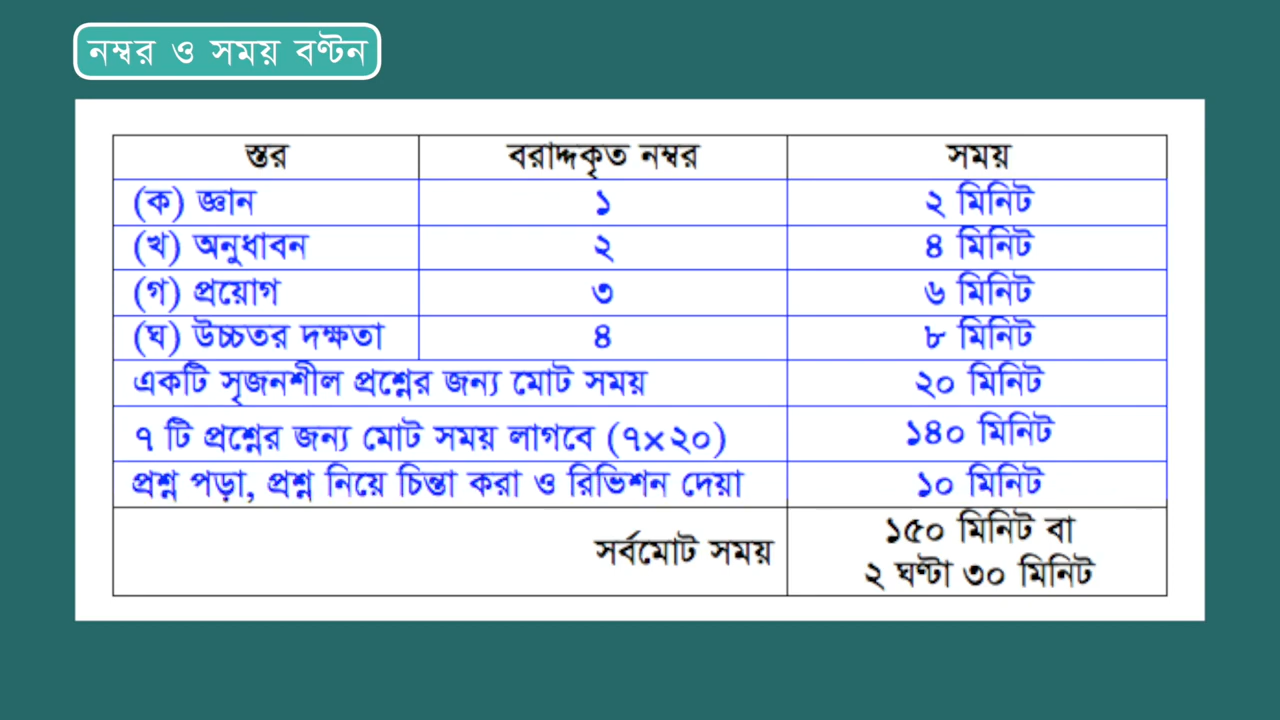 নম্বর ও সময় বণ্টন
স্তর বরাদ্দকৃত নম্বর সময়
(ক) জ্ঞান ১ ২ মিনিট
(খ) অনুধাবন ২ ৪ মিনিট
(গ) প্রয়োগ ৩ ৬ মিনিট
(ঘ) উচ্চতর দক্ষতা ৪ ৮ মিনিট
একটি সৃজনশীল প্রশ্নের জন্য মোট সময় ২০ মিনিট
৭ টি প্রশ্নের জন্য মোট সময় লাগবে (৭×২০) ১৪০ মিনিট
প্রশ্ন পড়া, প্রশ্ন নিয়ে চিন্তা করা ও রিভিশন দেয়া ১০ মিনিট
সর্বমোট সময় ১৫০ মিনিট বা
২ ঘণ্টা ৩০ মিনিট